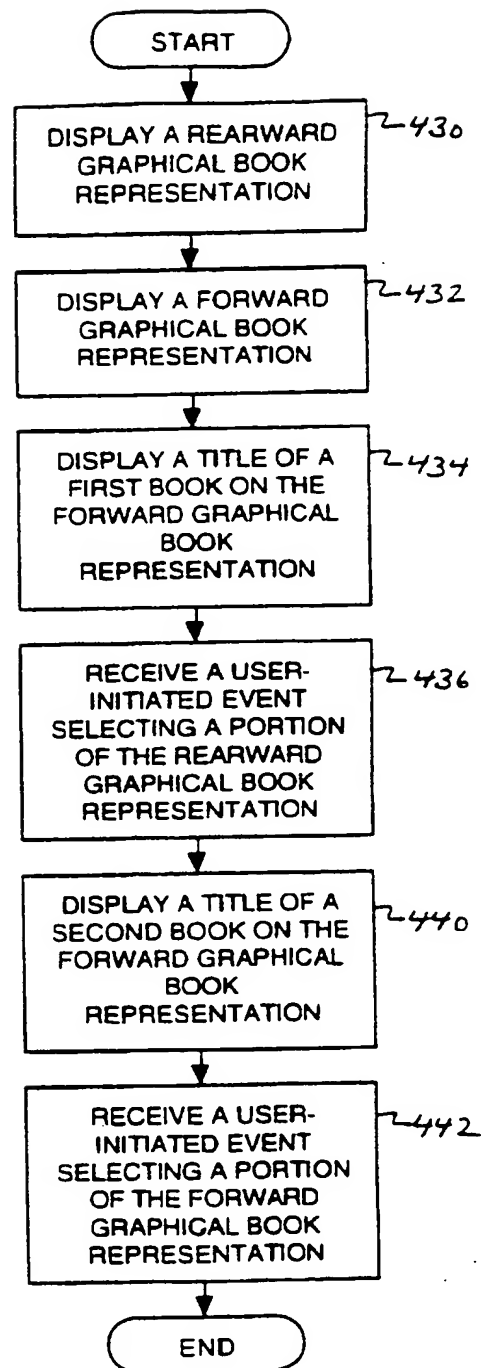 START
DISPLAY A REARWARD
GRAPHICAL BOOK
REPRESENTATION
430
DISPLAY A FORWARD
GRAPHICAL BOOK
REPRESENTATION
432
DISPLAY A TITLE OF A
FIRST BOOK ON THE
FORWARD GRAPHICAL
BOOK
REPRESENTATION
434
RECEIVE A USER-
INITIATED EVENT
SELECTING A PORTION
OF THE REARWARD
GRAPHICAL BOOK
REPRESENTATION
436
DISPLAY A TITLE OF A
SECOND BOOK ON THE
FORWARD GRAPHICAL
BOOK
REPRESENTATION
440
RECEIVE A USER-
INITIATED EVENT
SELECTING A PORTION
OF THE FORWARD
GRAPHICAL BOOK
REPRESENTATION
442
END